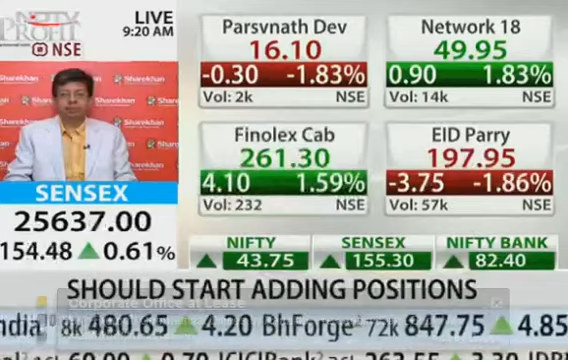 NDTV
PROFIT
NSE
LIVE
9:20 AM
Sharekhan
SENSEX
25637.00
154.48 ▲ 0.61%
Parsvnath Dev
16.10
-0.30 -1.83%
Vol: 2k NSE
Network 18
49.95
0.90 1.83%
Vol: 14k NSE
Finolex Cab
261.30
4.10 1.59%
Vol: 232 NSE
EID Parry
197.95
-3.75 -1.86%
Vol: 57k NSE
NIFTY
▲ 43.75
SENSEX
▲ 155.30
NIFTY BANK
▲ 82.40
SHOULD START ADDING POSITIONS
Corporate Office at Lease
ndia 8k 480.65 ▲ 4.20 BhForge 72k 847.75 ▲ 4.85